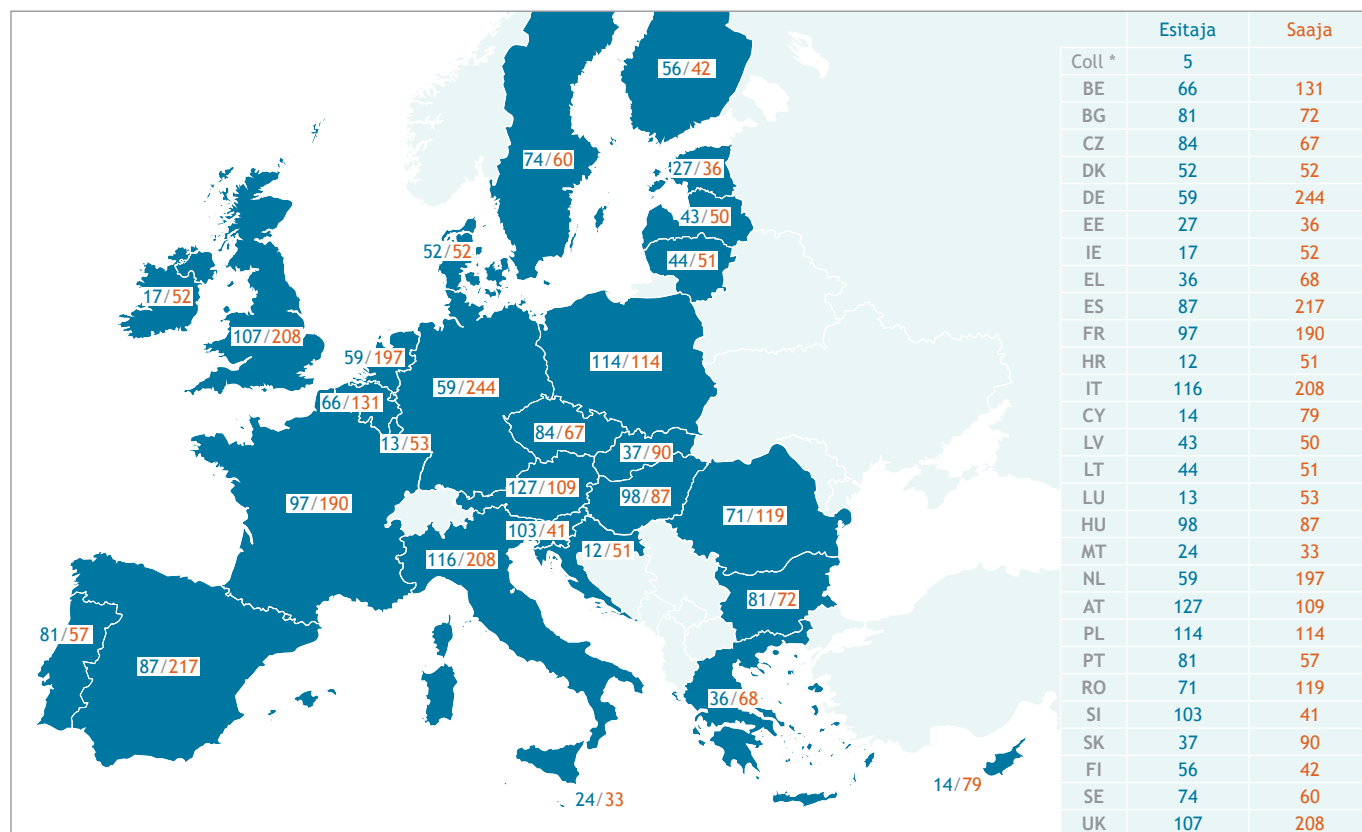 56/42
74/60
27/36
43/50
52/52
44/51
17/52
107/208
59/197
114/114
59/244
66/131
84/67
13/53
37/90
127/109
98/87
97/190
71/119
103/41
12/51
116/208
81/72
81/57
87/217
36/68
14/79
24/33
Esitaja Saaja
Coll * 5
BE 66 131
BG 81 72
CZ 84 67
DK 52 52
DE 59 244
EE 27 36
IE 17 52
EL 36 68
ES 87 217
FR 97 190
HR 12 51
IT 116 208
CY 14 79
LV 43 50
LT 44 51
LU 13 53
HU 98 87
MT 24 33
NL 59 197
AT 127 109
PL 114 114
PT 81 57
RO 71 119
SI 103 41
SK 37 90
FI 56 42
SE 74 60
UK 107 208